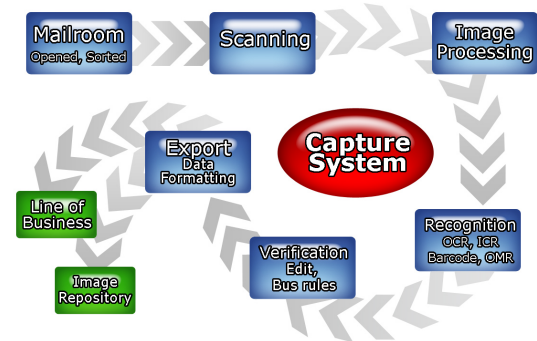 Mailroom
Opened, Sorted
Scanning
Image
Processing
Capture
System
Export
Data
Formatting
Line of
Business
Image
Repository
Verification
Edit,
Bus rules
Recognition
OCR, ICR
Barcode, OMR